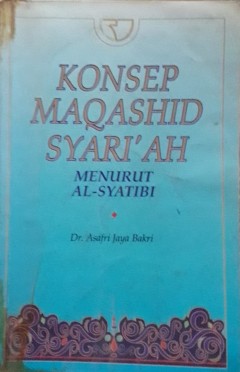 KONSEP
MAQASHID
SYARI'AH
MENURUT
AL-SYATIBI
Dr. Asafri Jaya Bakri